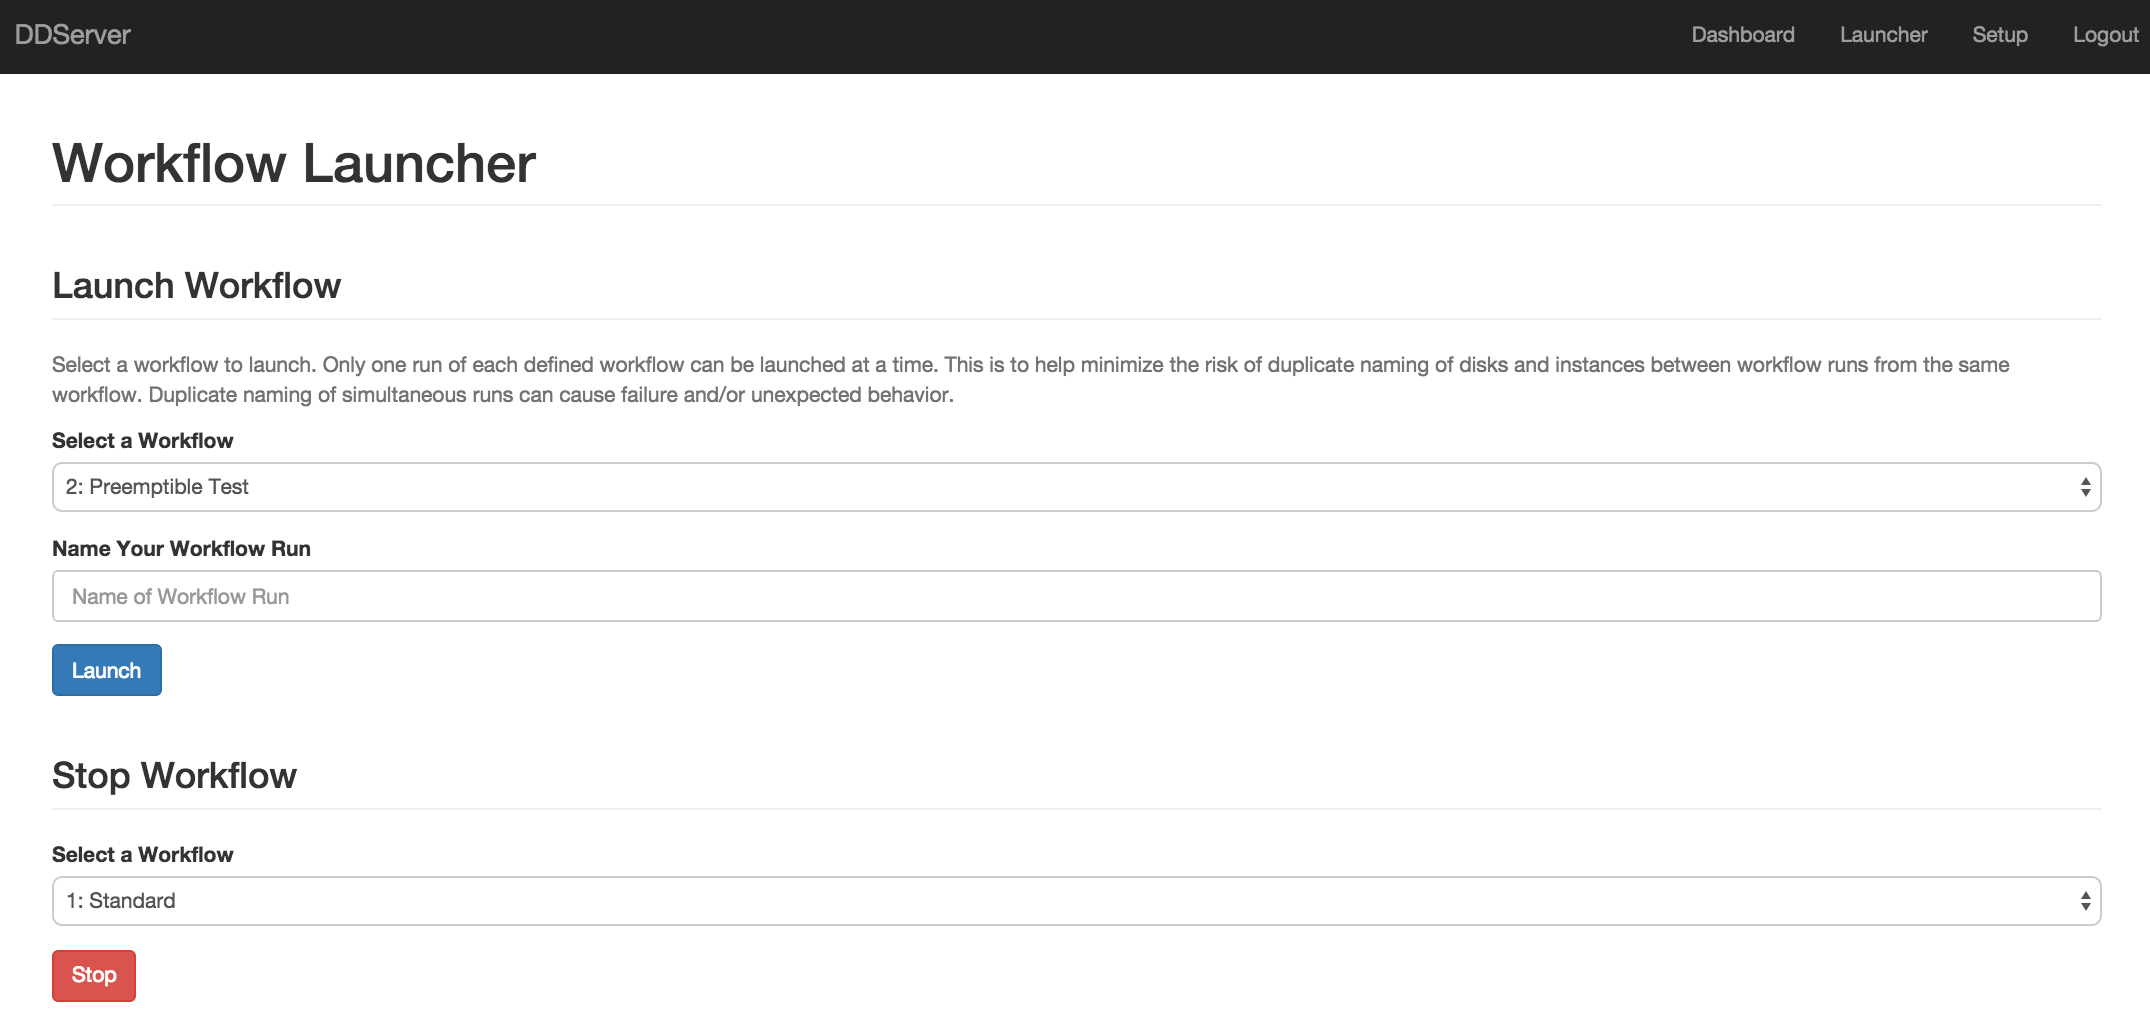 DDServer
Dashboard Launcher Setup Logout
Workflow Launcher
Launch Workflow
Select a workflow to launch. Only one run of each defined workflow can be launched at a time. This is to help minimize the risk of duplicate naming of disks and instances between workflow runs from the same
workflow. Duplicate naming of simultaneous runs can cause failure and/or unexpected behavior.
Select a Workflow
2: Preemptible Test
Name Your Workflow Run
Name of Workflow Run
Launch
Stop Workflow
Select a Workflow
1: Standard
Stop